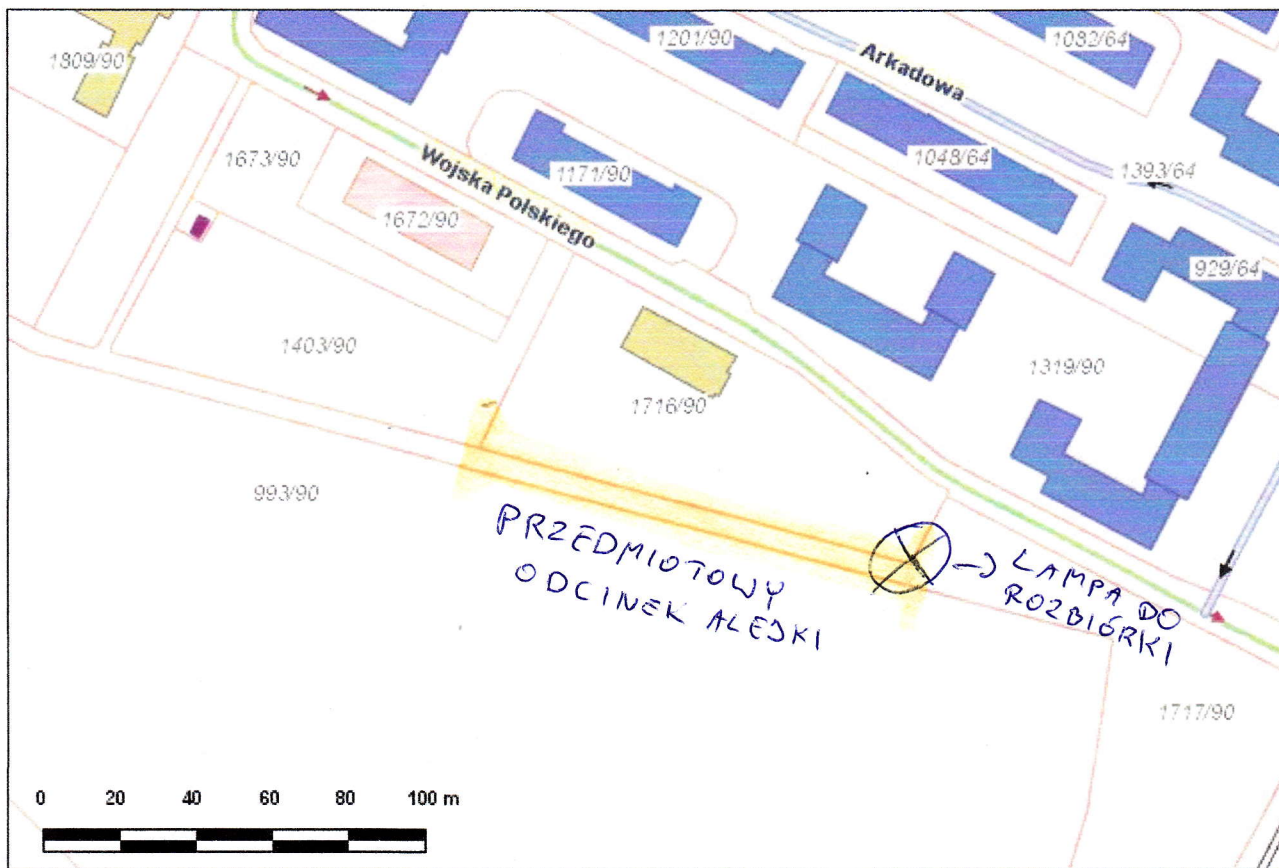 1201/90
1082/64
1809/90
Arkadowa
1673/90
Wojska Polskiego
1171/90
1048/64
1393/64
1672/90
929/64
1403/90
1319/90
1716/90
993/90
PRZEDMIOTOWY
ODCINEK ALEJKI
→ LAMPA DO
ROZBIÓRKI
1717/90
0 20 40 60 80 100 m